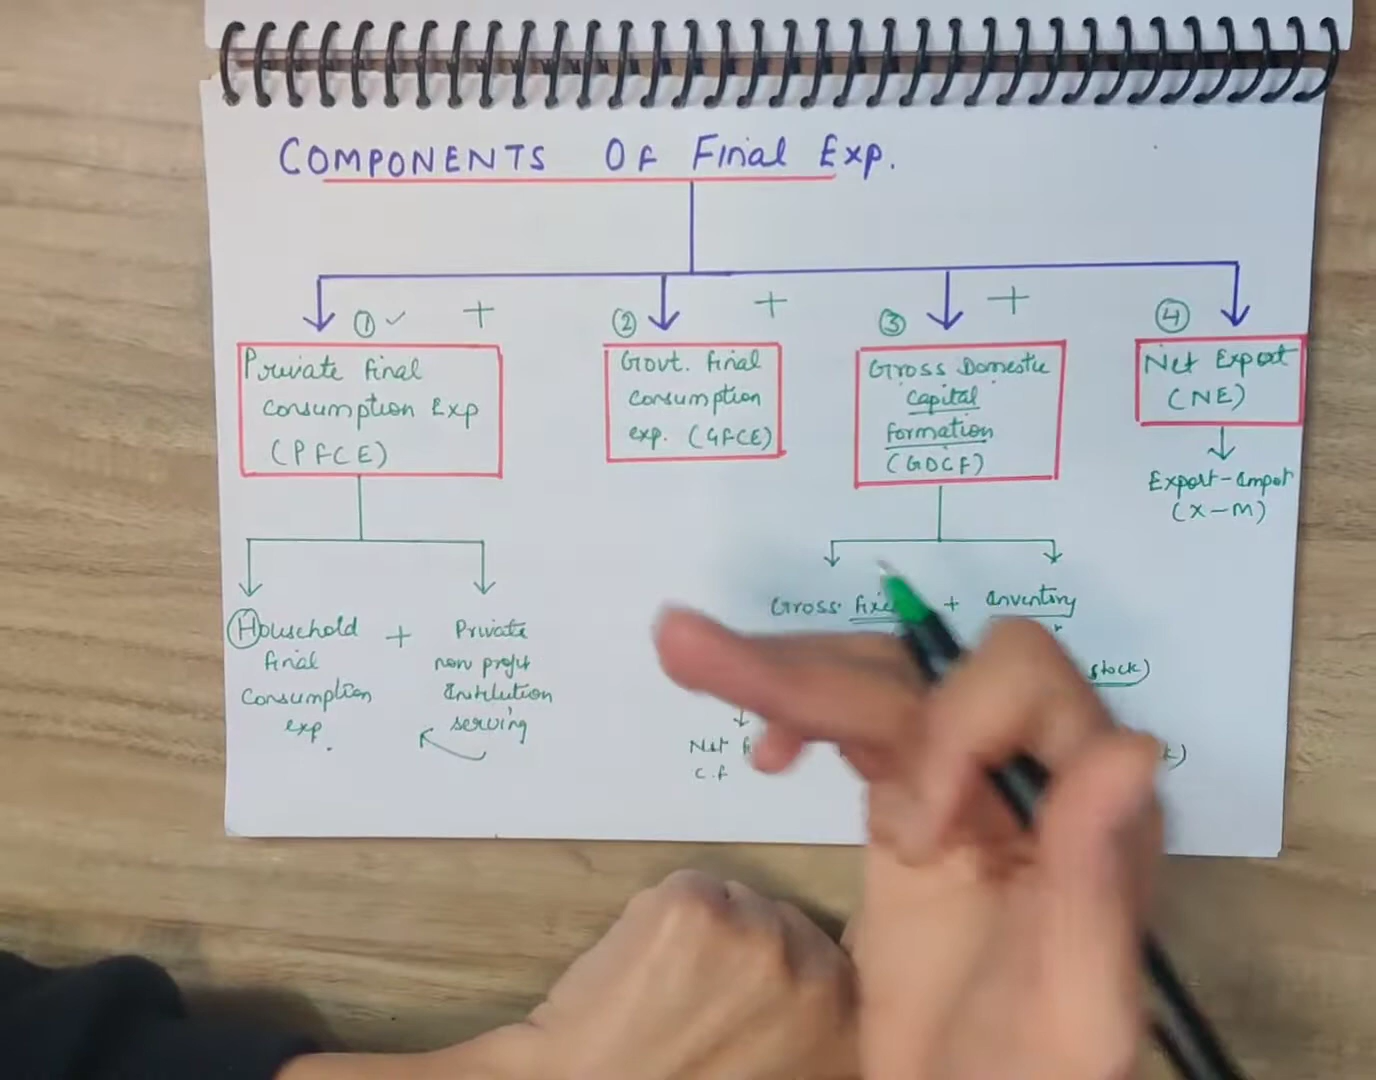 COMPONENTS Of Final Exp.
① ✓ +
② +
③ +
④
Private final
consumption Exp
(PFCE)
Govt. final
consumption
exp. (GFCE)
Gross Domestic
Capital
formation
(GDCF)
Net Export
(NE)
Export-Import
(X-M)
Household
final
Consumption
exp.
+
Private
non profit
Institution
serving
Gross
+
Inventory
stock)
Net
C.f